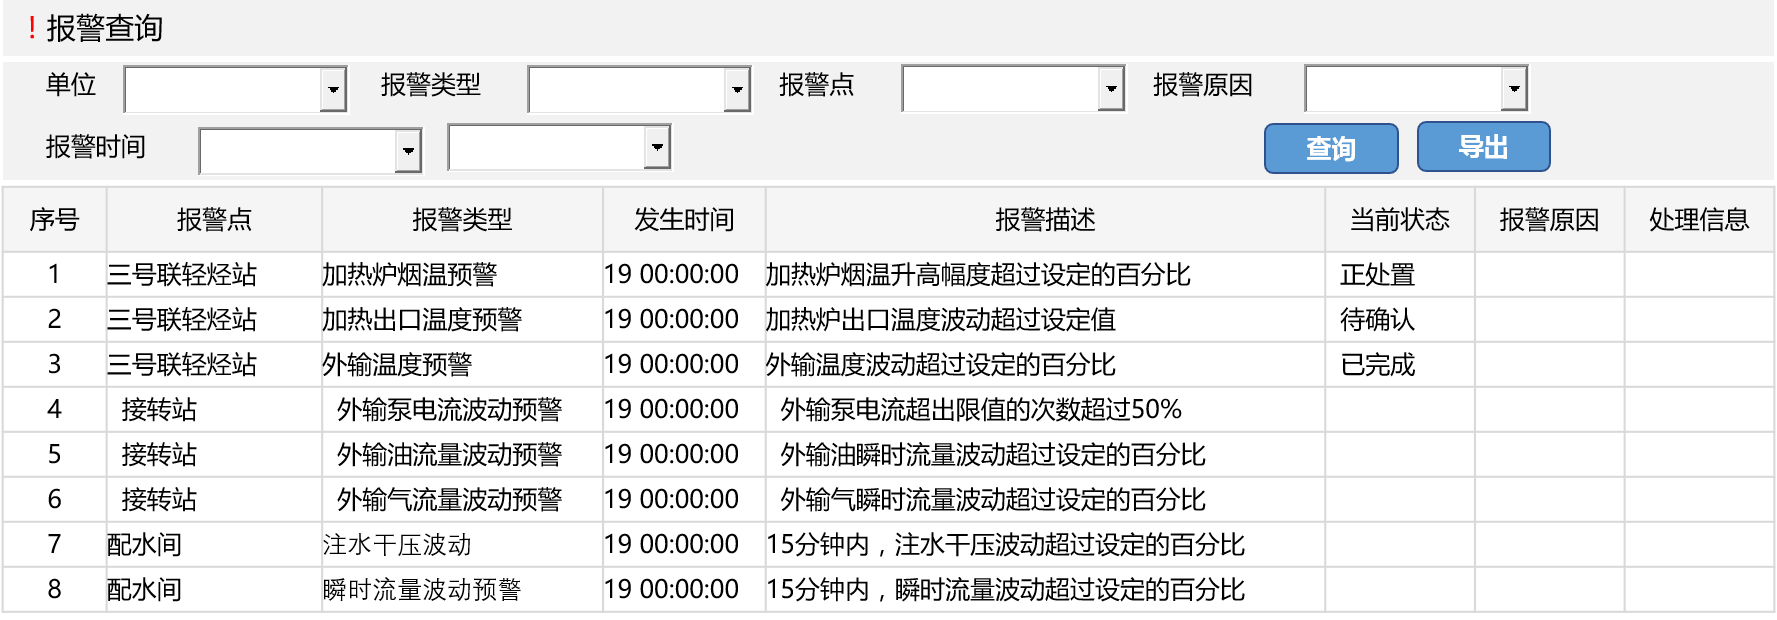 ! 报警查询
单位 报警类型 报警点 报警原因
报警时间 查询 导出
序号 报警点 报警类型 发生时间 报警描述 当前状态 报警原因 处理信息
1 三号联轻烃站 加热炉烟温预警 19 00:00:00 加热炉烟温升高幅度超过设定的百分比 正处置
2 三号联轻烃站 加热出口温度预警 19 00:00:00 加热炉出口温度波动超过设定值 待确认
3 三号联轻烃站 外输温度预警 19 00:00:00 外输温度波动超过设定的百分比 已完成
4 接转站 外输泵电流波动预警 19 00:00:00 外输泵电流超出限值的次数超过50%
5 接转站 外输油流量波动预警 19 00:00:00 外输油瞬时流量波动超过设定的百分比
6 接转站 外输气流量波动预警 19 00:00:00 外输气瞬时流量波动超过设定的百分比
7 配水间 注水干压波动 19 00:00:00 15分钟内，注水干压波动超过设定的百分比
8 配水间 瞬时流量波动预警 19 00:00:00 15分钟内，瞬时流量波动超过设定的百分比